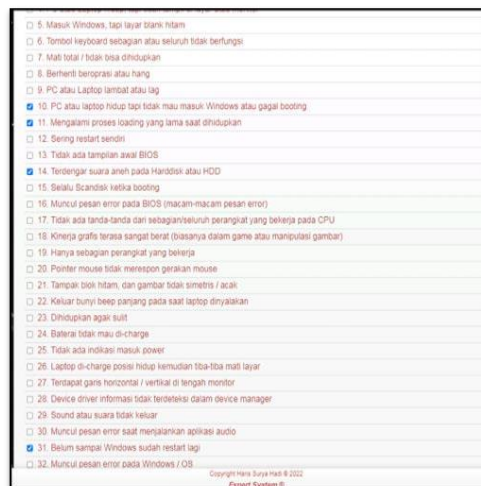 5. Masuk Windows, tapi layar blank hitam
6. Tombol keyboard sebagian atau seluruh tidak berfungsi
7. Mati total / tidak bisa dihidupkan
8. Berhenti beroprasi atau hang
9. PC atau Laptop lambat atau lag
10. PC atau laptop hidup tapi tidak mau masuk Windows atau gagal booting
11. Mengalami proses loading yang lama saat dihidupkan
12. Sering restart sendiri
13. Tidak ada tampilan awal BIOS
14. Terdengar suara aneh pada Harddisk atau HDD
15. Selalu Scandisk ketika booting
16. Muncul pesan error pada BIOS (macam-macam pesan error)
17. Tidak ada tanda-tanda dari sebagian/seluruh perangkat yang bekerja pada CPU
18. Kinerja grafis terasa sangat berat (biasanya dalam game atau manipulasi gambar)
19. Hanya sebagian perangkat yang bekerja
20. Pointer mouse tidak merespon gerakan mouse
21. Tampak blok hitam, dan gambar tidak simetris / acak
22. Keluar bunyi beep panjang pada saat laptop dinyalakan
23. Dihidupkan agak sulit
24. Baterai tidak mau di-charge
25. Tidak ada indikasi masuk power
26. Laptop di-charge posisi hidup kemudian tiba-tiba mati layar
27. Terdapat garis horizontal / vertikal di tengah monitor
28. Device driver informasi tidak terdeteksi dalam device manager
29. Sound atau suara tidak keluar
30. Muncul pesan error saat menjalankan aplikasi audio
31. Belum sampai Windows sudah restart lagi
32. Muncul pesan error pada Windows / OS
Copyright Haris Surya Hadi © 2022
Expert System ©